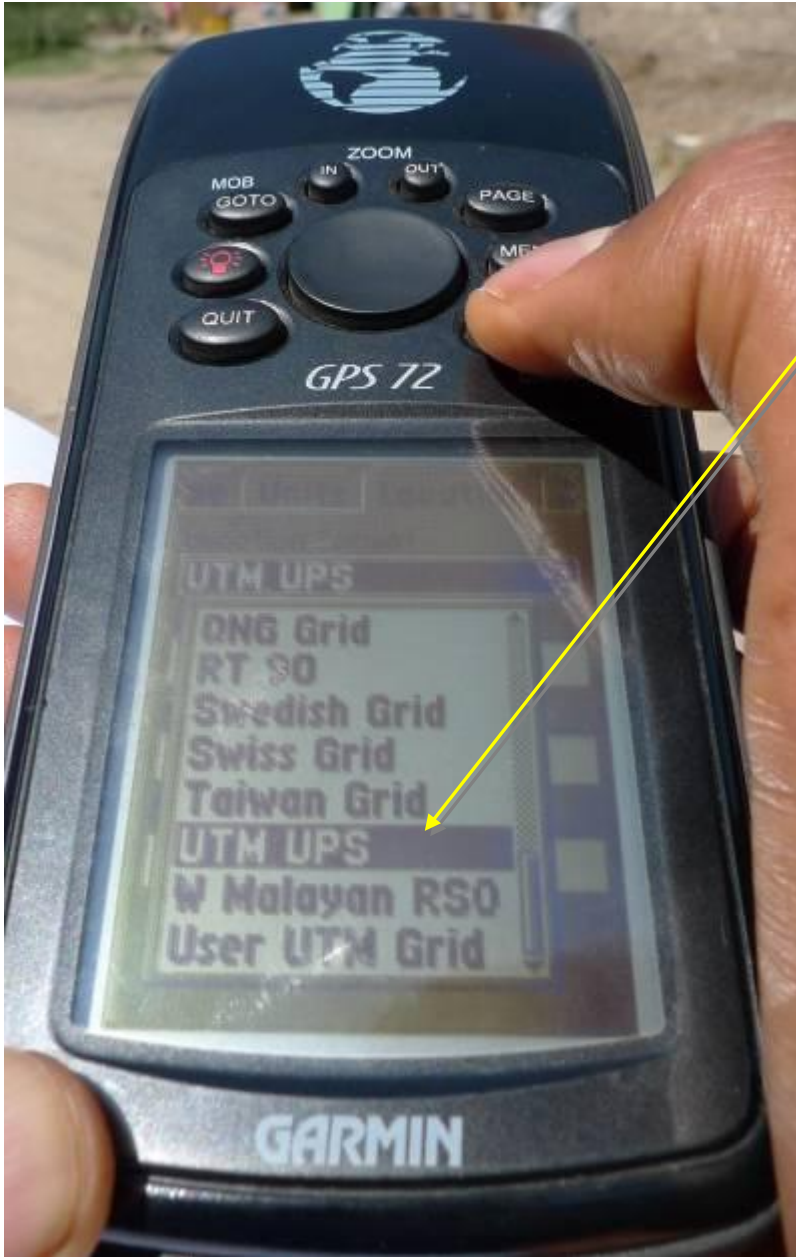 ZOOM
IN OUT
MOB
GOTO
PAGE
QUIT
GPS 72
Units
UTM UPS
QNG Grid
RT 90
Swedish Grid
Swiss Grid
Taiwan Grid
UTM UPS
W Malayan RSO
User UTM Grid
GARMIN